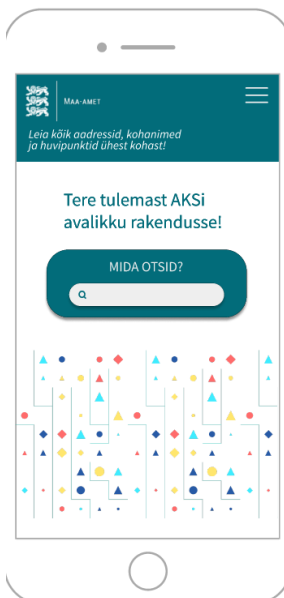 MAA-AMET
Leia kõik aadressid, kohanimed
ja huvipunktid ühest kohast!
Tere tulemast AKSi
avalikku rakendusse!
MIDA OTSID?